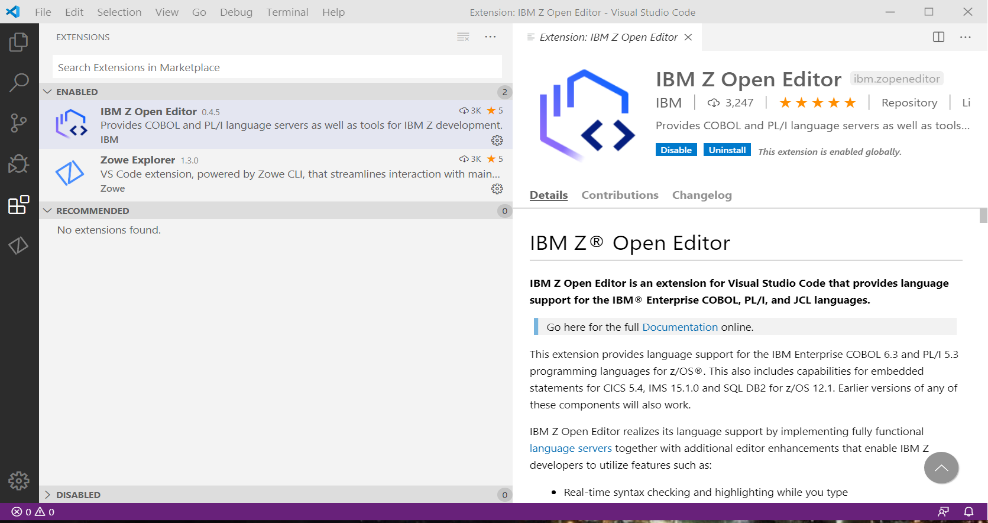 File Edit Selection View Go Debug Terminal Help Extension: IBM Z Open Editor - Visual Studio Code
EXTENSIONS
Search Extensions in Marketplace
ENABLED 2
IBM Z Open Editor 0.4.5 3K 5
Provides COBOL and PL/I language servers as well as tools for IBM Z development.
IBM
Zowe Explorer 1.3.0 3K 5
VS Code extension, powered by Zowe CLI, that streamlines interaction with main...
Zowe
RECOMMENDED 0
No extensions found.
DISABLED 0
Extension: IBM Z Open Editor
IBM Z Open Editor ibm.zopeneditor
IBM 3,247 Repository Li
Provides COBOL and PL/I language servers as well as tools...
Disable Uninstall This extension is enabled globally.
Details Contributions Changelog
IBM Z® Open Editor
IBM Z Open Editor is an extension for Visual Studio Code that provides language
support for the IBM® Enterprise COBOL, PL/I, and JCL languages.
Go here for the full Documentation online.
This extension provides language support for the IBM Enterprise COBOL 6.3 and PL/I 5.3
programming languages for z/OS®. This also includes capabilities for embedded
statements for CICS 5.4, IMS 15.1.0 and SQL DB2 for z/OS 12.1. Earlier versions of any of
these components will also work.
IBM Z Open Editor realizes its language support by implementing fully functional
language servers together with additional editor enhancements that enable IBM Z
developers to utilize features such as:
• Real-time syntax checking and highlighting while you type
0 0